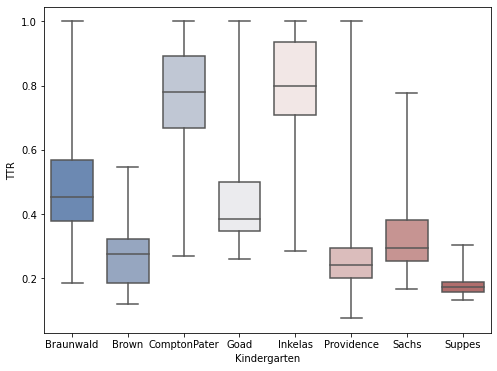 1.0
0.8
0.6
0.4
0.2
TTR
Braunwald Brown ComptonPater Goad Inkelas Providence Sachs Suppes
Kindergarten